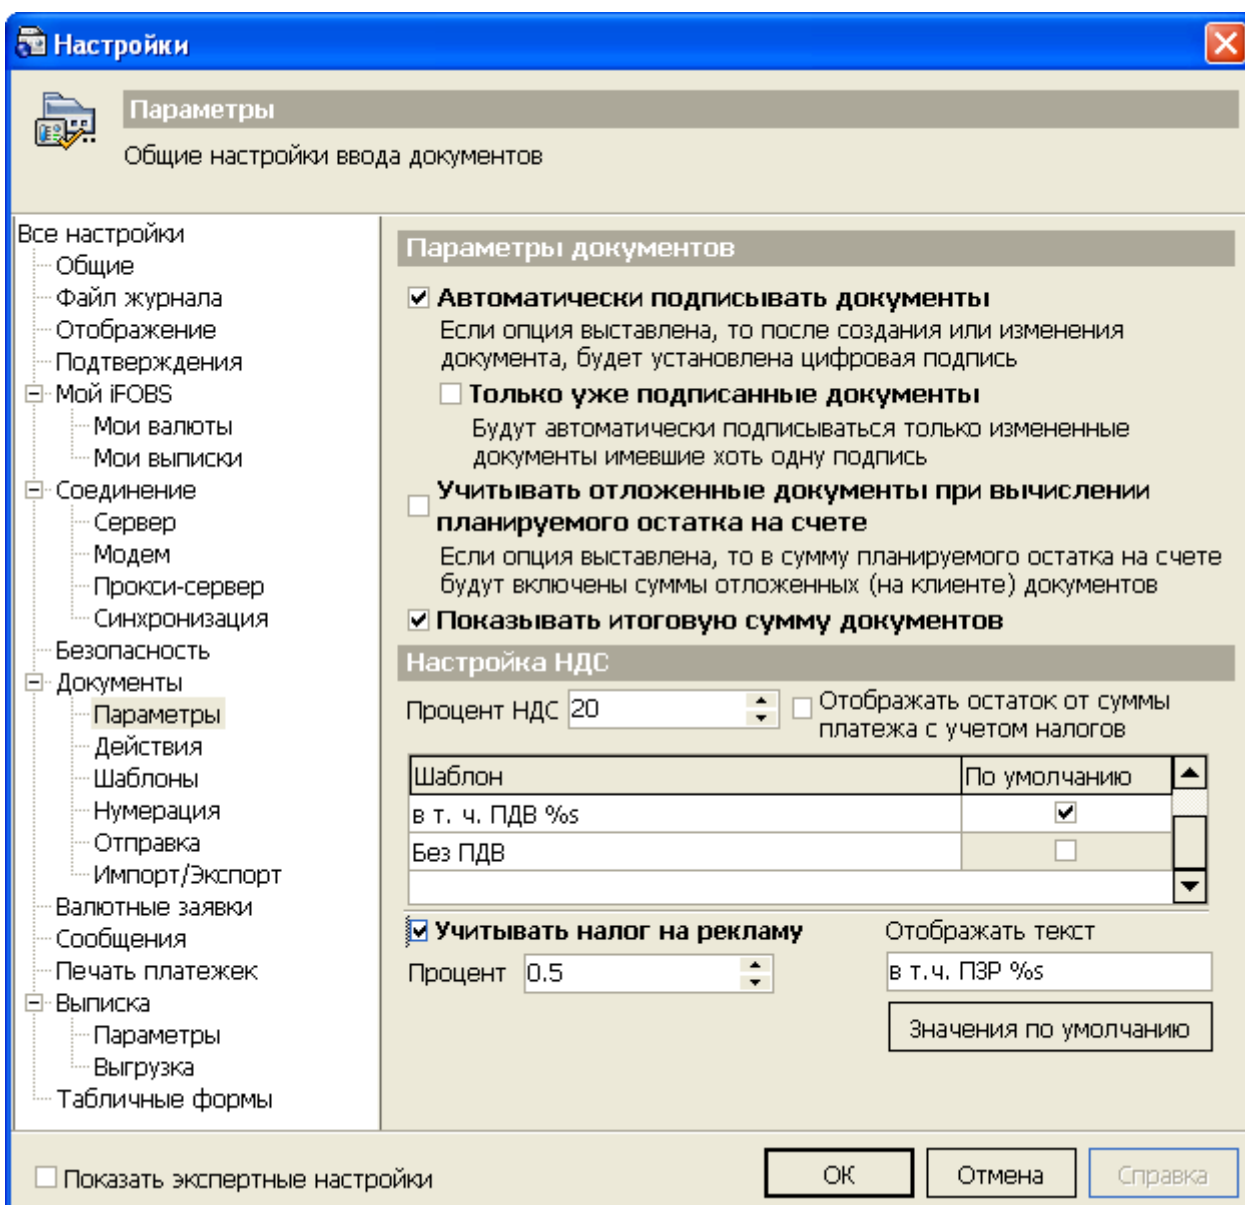 Настройки
Параметры
Общие настройки ввода документов
Все настройки
Общие
Файл журнала
Отображение
Подтверждения
Мой iFOBS
Мои валюты
Мои выписки
Соединение
Сервер
Модем
Прокси-сервер
Синхронизация
Безопасность
Документы
Параметры
Действия
Шаблоны
Нумерация
Отправка
Импорт/Экспорт
Валютные заявки
Сообщения
Печать платежек
Выписка
Параметры
Выгрузка
Табличные формы
Параметры документов
Автоматически подписывать документы
Если опция выставлена, то после создания или изменения
документа, будет установлена цифровая подпись
Только уже подписанные документы
Будут автоматически подписываться только измененные
документы имевшие хоть одну подпись
Учитывать отложенные документы при вычислении
планируемого остатка на счете
Если опция выставлена, то в сумму планируемого остатка на счете
будут включены суммы отложенных (на клиенте) документов
Показывать итоговую сумму документов
Настройка НДС
Процент НДС 20
Отображать остаток от суммы
платежа с учетом налогов
Шаблон По умолчанию
в т. ч. ПДВ %s
Без ПДВ
Учитывать налог на рекламу
Отображать текст
Процент 0.5
в т.ч. ПЗР %s
Значения по умолчанию
Показать экспертные настройки
ОК
Отмена
Справка